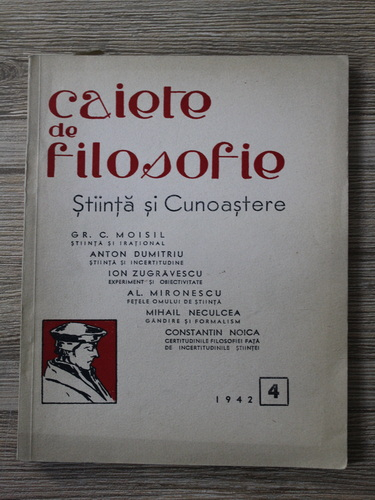 caiete
de
filosofie
Știință și Cunoaștere
GR. C. MOISIL
ȘTIINȚĂ ȘI IRAȚIONAL
ANTON DUMITRIU
ȘTIINȚĂ ȘI INCERTITUDINE
ION ZUGRĂVESCU
EXPERIMENT ȘI OBIECTIVITATE
AL. MIRONESCU
FEȚELE OMULUI DE ȘTIINȚĂ
MIHAIL NECULCEA
GÂNDIRE ȘI FORMALISM
CONSTANTIN NOICA
CERTITUDINILE FILOSOFIEI FAȚĂ
DE INCERTITUDINILE ȘTIINȚEI
1942 4